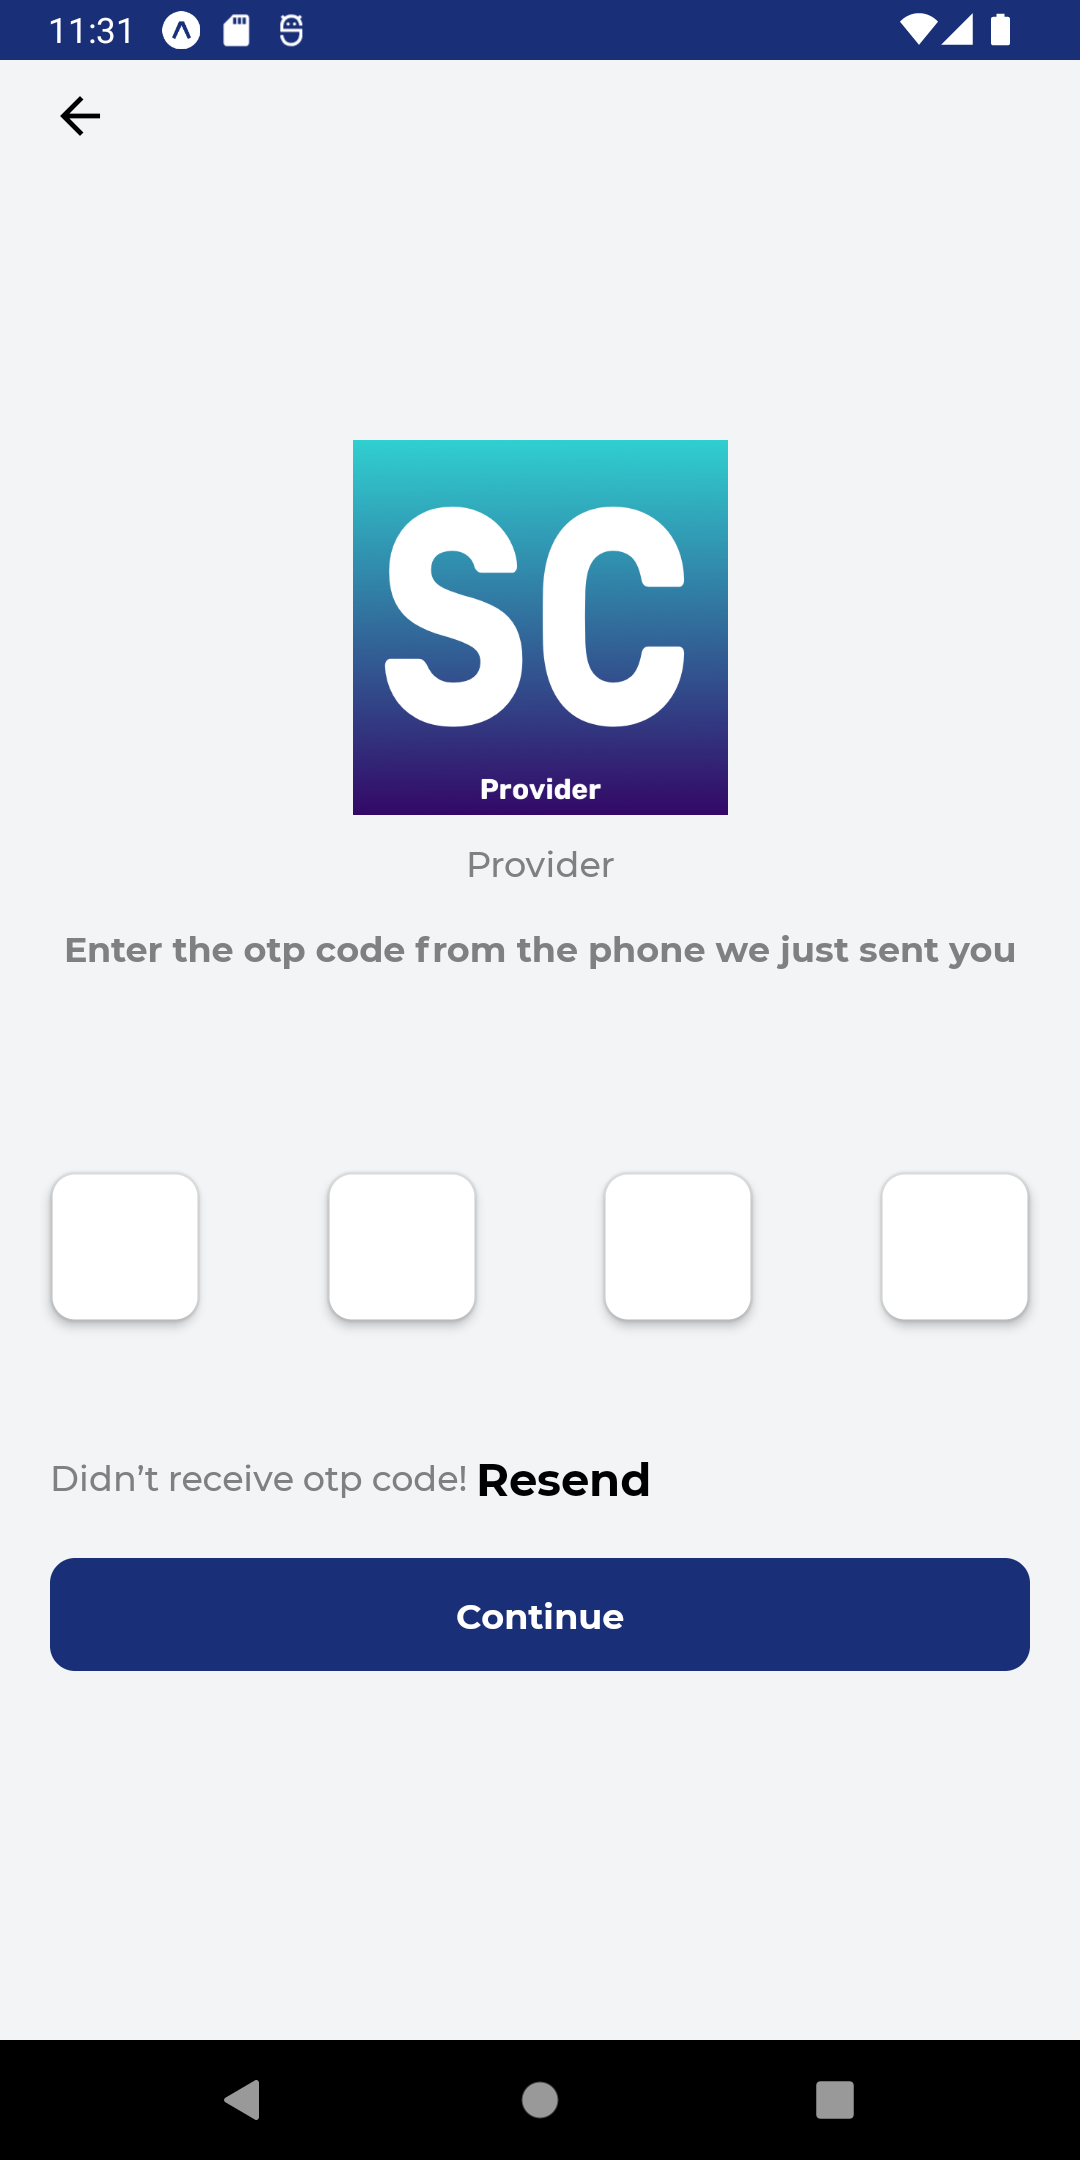 11:31
SC
Provider
Provider
Enter the otp code from the phone we just sent you
Didn’t receive otp code! Resend
Continue